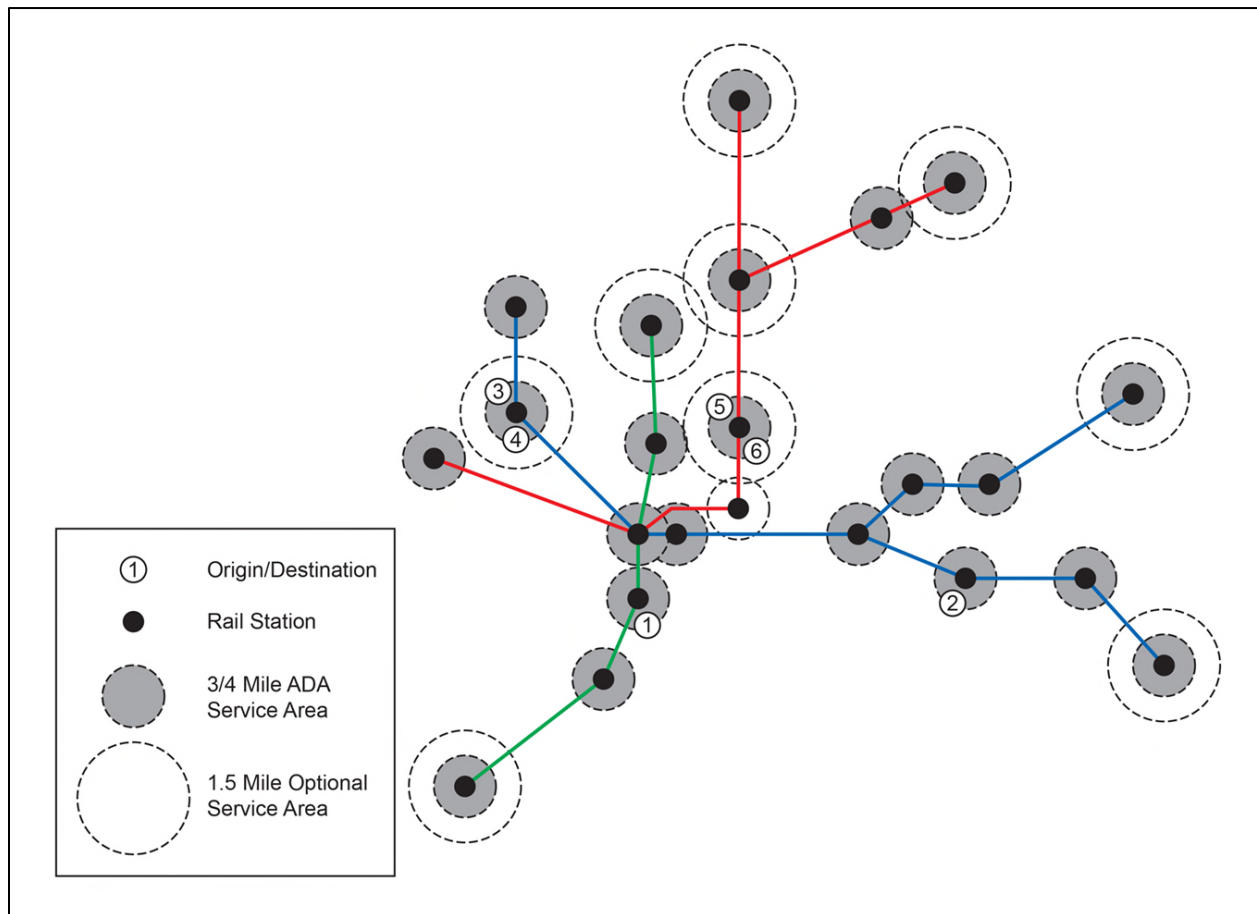 3
4
5
6
1
2
1 Origin/Destination
Rail Station
3/4 Mile ADA
Service Area
1.5 Mile Optional
Service Area